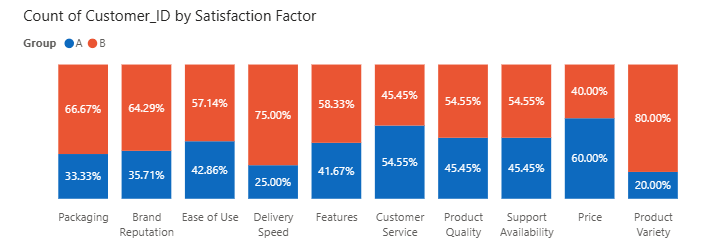 Count of Customer_ID by Satisfaction Factor
Group A B
66.67% 64.29% 57.14% 75.00% 58.33% 45.45% 54.55% 54.55% 40.00% 80.00%
33.33% 35.71% 42.86% 25.00% 41.67% 54.55% 45.45% 45.45% 60.00% 20.00%
Packaging Brand Ease of Use Delivery Features Customer Product Support Price Product
Reputation Speed Service Quality Availability Variety